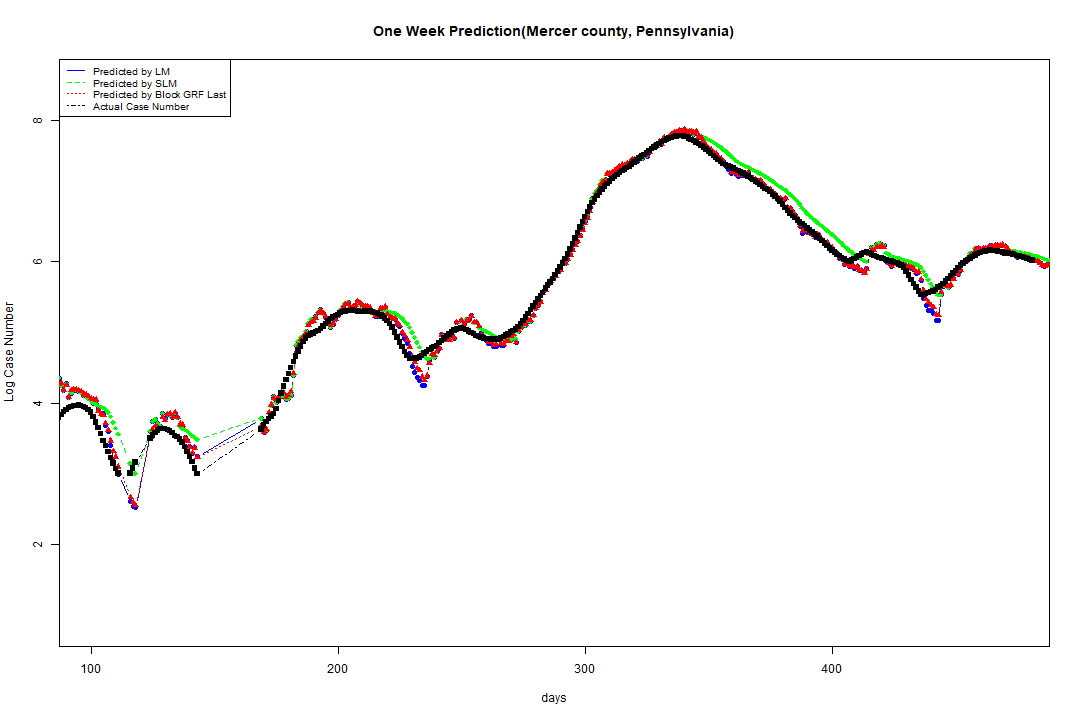 One Week Prediction(Mercer county, Pennsylvania)
Predicted by LM
Predicted by SLM
Predicted by Block GRF Last
Actual Case Number
Log Case Number
8
6
4
2
100 200 300 400
days